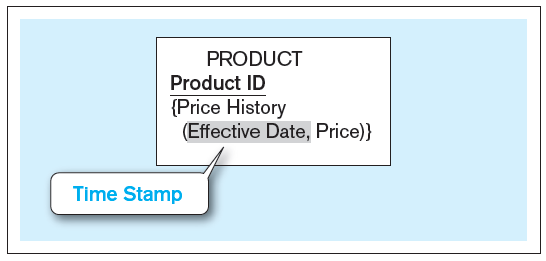 PRODUCT
Product ID
{Price History
(Effective Date, Price)}
Time Stamp